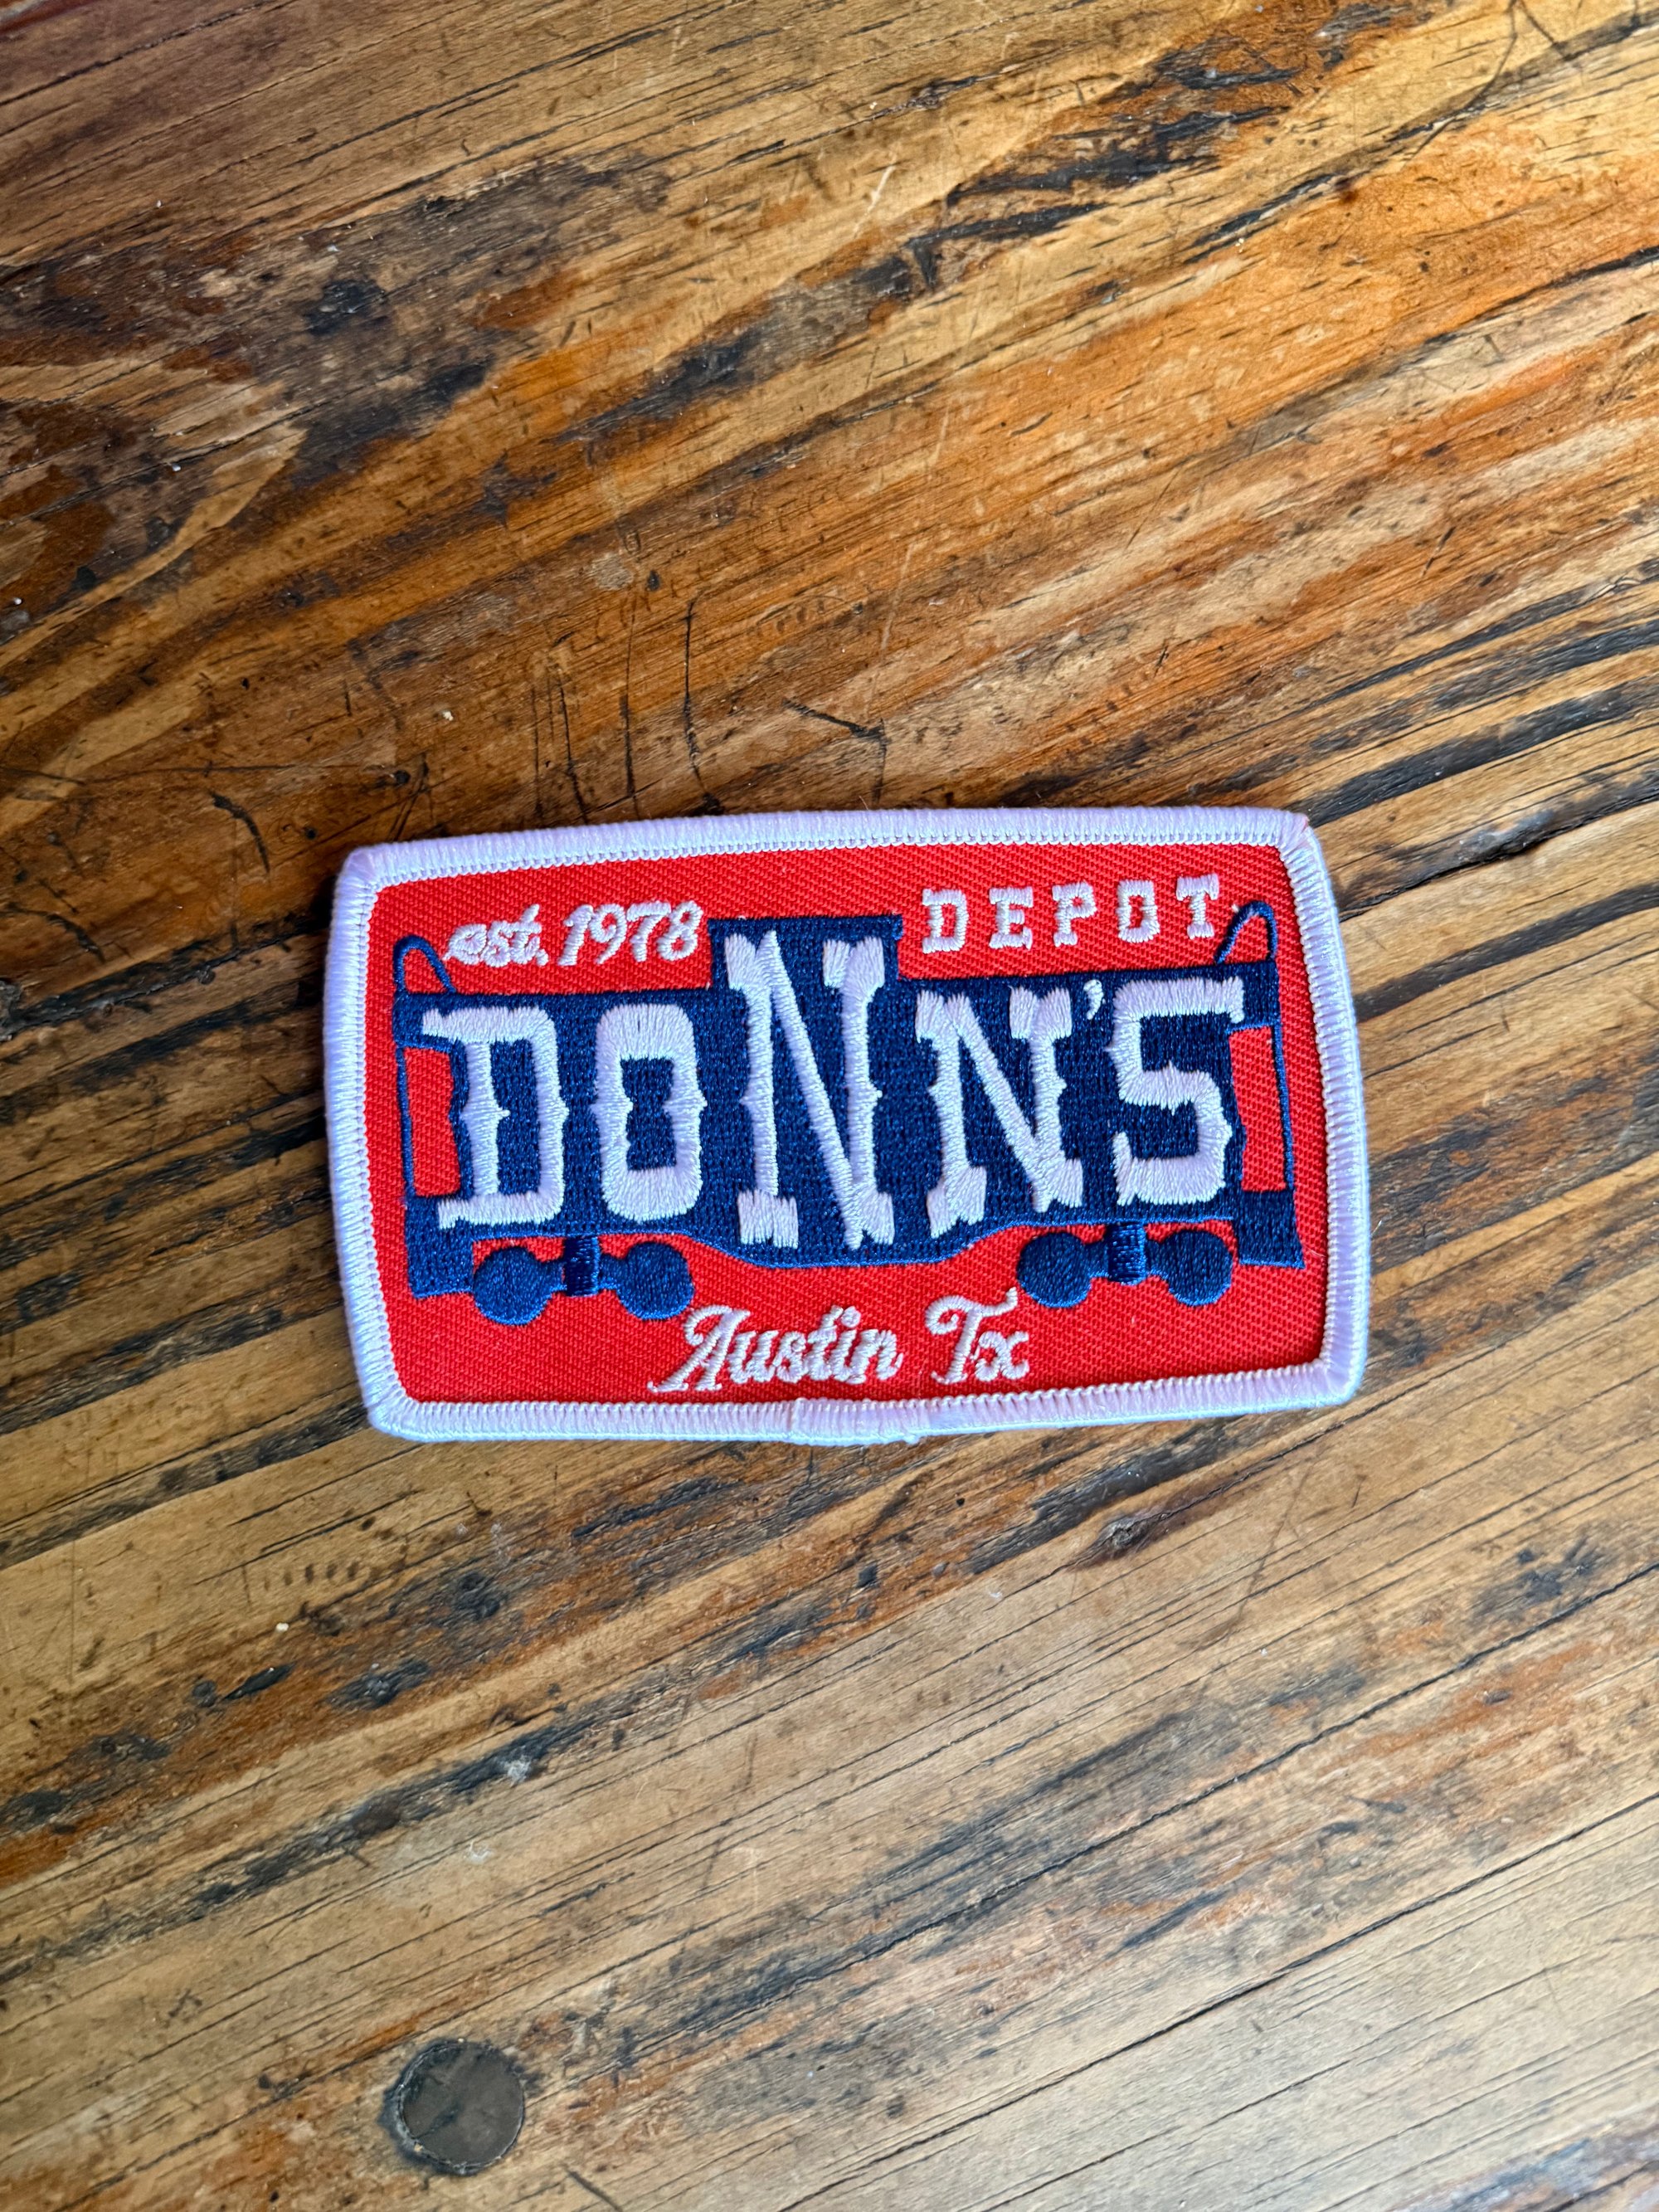 est. 1978 DEPOT
DONN'S
Austin Tx